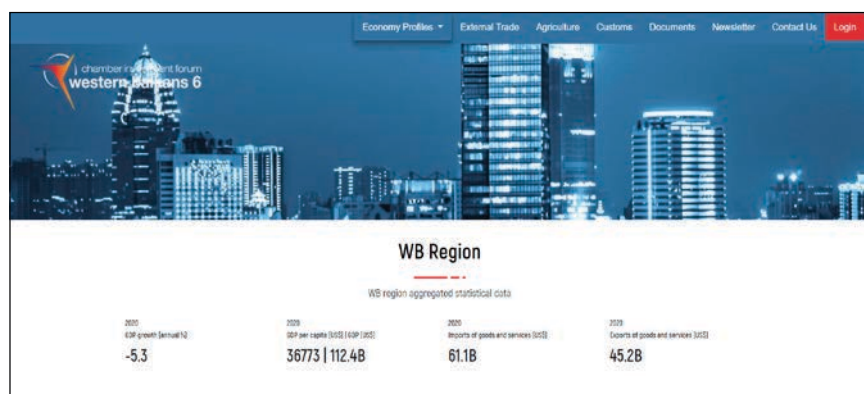 Economy Profiles External Trade Agriculture Customs Documents Newsletter Contact Us Login
chamber investment forum
western balkans 6
WB Region
WB region aggregated statistical data
2020
GDP growth [annual %]
-5.3
2020
GDP per capita [US$] | GDP [US$]
36773 | 112.4B
2020
Imports of goods and services [US$]
61.1B
2020
Exports of goods and services [US$]
45.2B